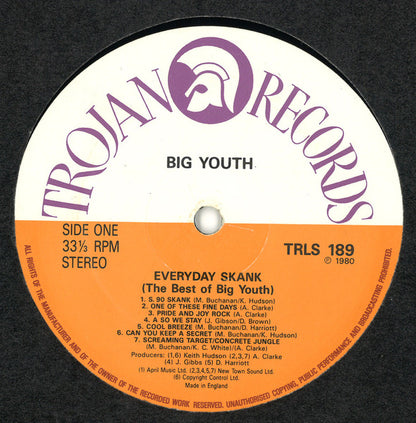 TROJAN RECORDS
BIG YOUTH
SIDE ONE
33⅓ RPM
STEREO
TRLS 189
℗ 1980
EVERYDAY SKANK
(The Best of Big Youth)
1. S. 90 SKANK (M. Buchanan/K. Hudson)
2. ONE OF THESE FINE DAYS (A. Clarke)
3. PRIDE AND JOY ROCK (A. Clarke)
4. A SO WE STAY (J. Gibson/D. Brown)
5. COOL BREEZE (M. Buchanan/D. Harriott)
6. CAN YOU KEEP A SECRET (M. Buchanan/K. Hudson)
7. SCREAMING TARGET/CONCRETE JUNGLE
(M. Buchanan/K. C. White)/(A. Clarke)
Producers: (1,6) Keith Hudson (2,3,7) A. Clarke
(4) J. Gibbs (5) D. Harriott
(1) April Music Ltd. (2,3,4,5,7) New Town Sound Ltd.
(6) Copyright Control Ltd.
Made in England
ALL RIGHTS OF THE MANUFACTURER AND OF THE OWNER OF THE RECORDED WORK RESERVED. UNAUTHORISED COPYING, PUBLIC PERFORMANCE AND BROADCASTING PROHIBITED.